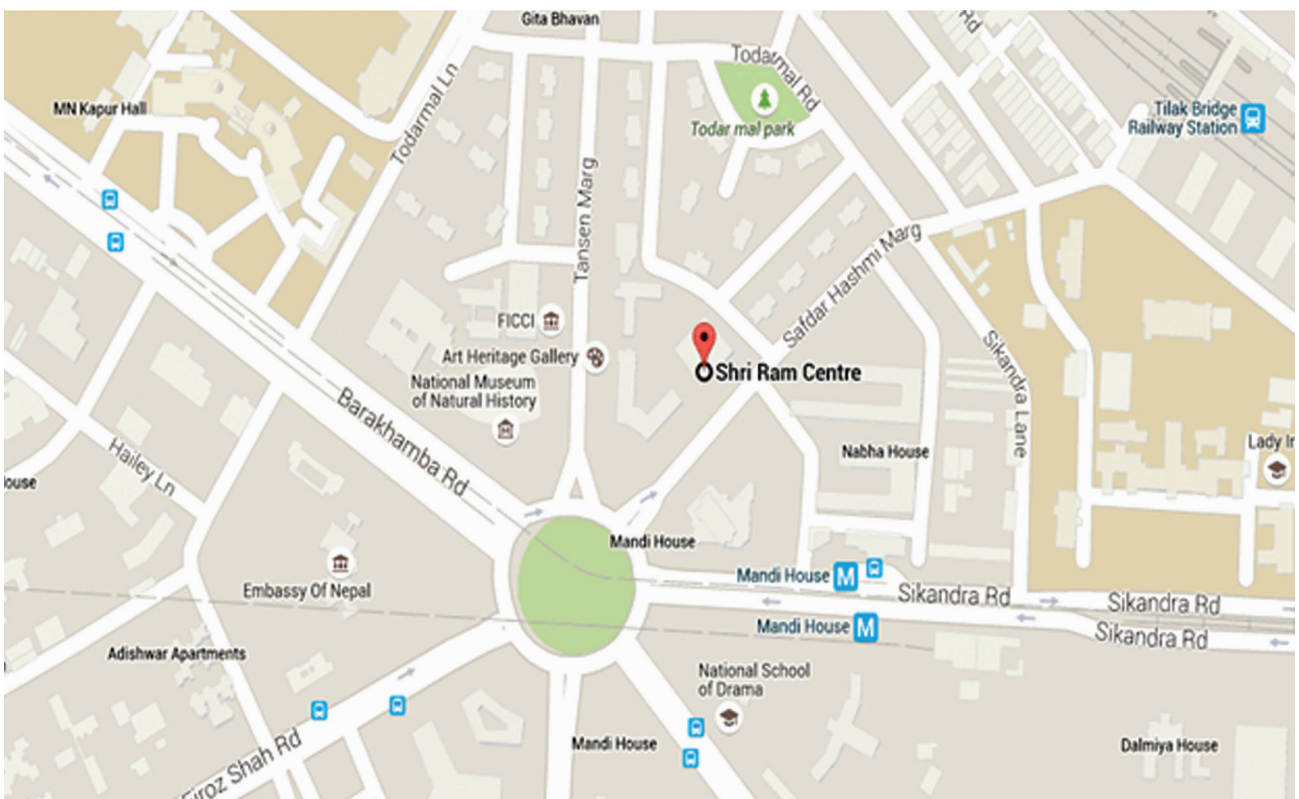 Gita Bhavan
Rd
Todarmal Rd
MN Kapur Hall
Todarmal Ln
Todar mal park
Tilak Bridge
Railway Station
Tansen Marg
Safdar Hashmi Marg
FICCI
Art Heritage Gallery
National Museum
of Natural History
Shri Ram Centre
Sikandra Lane
Barakhamba Rd
Hailey Ln
Nabha House
Lady Ir
ouse
Mandi House
Mandi House M
Embassy Of Nepal
Sikandra Rd
Sikandra Rd
Mandi House M
Sikandra Rd
Adishwar Apartments
National School
of Drama
Firoz Shah Rd
Mandi House
Dalmiya House